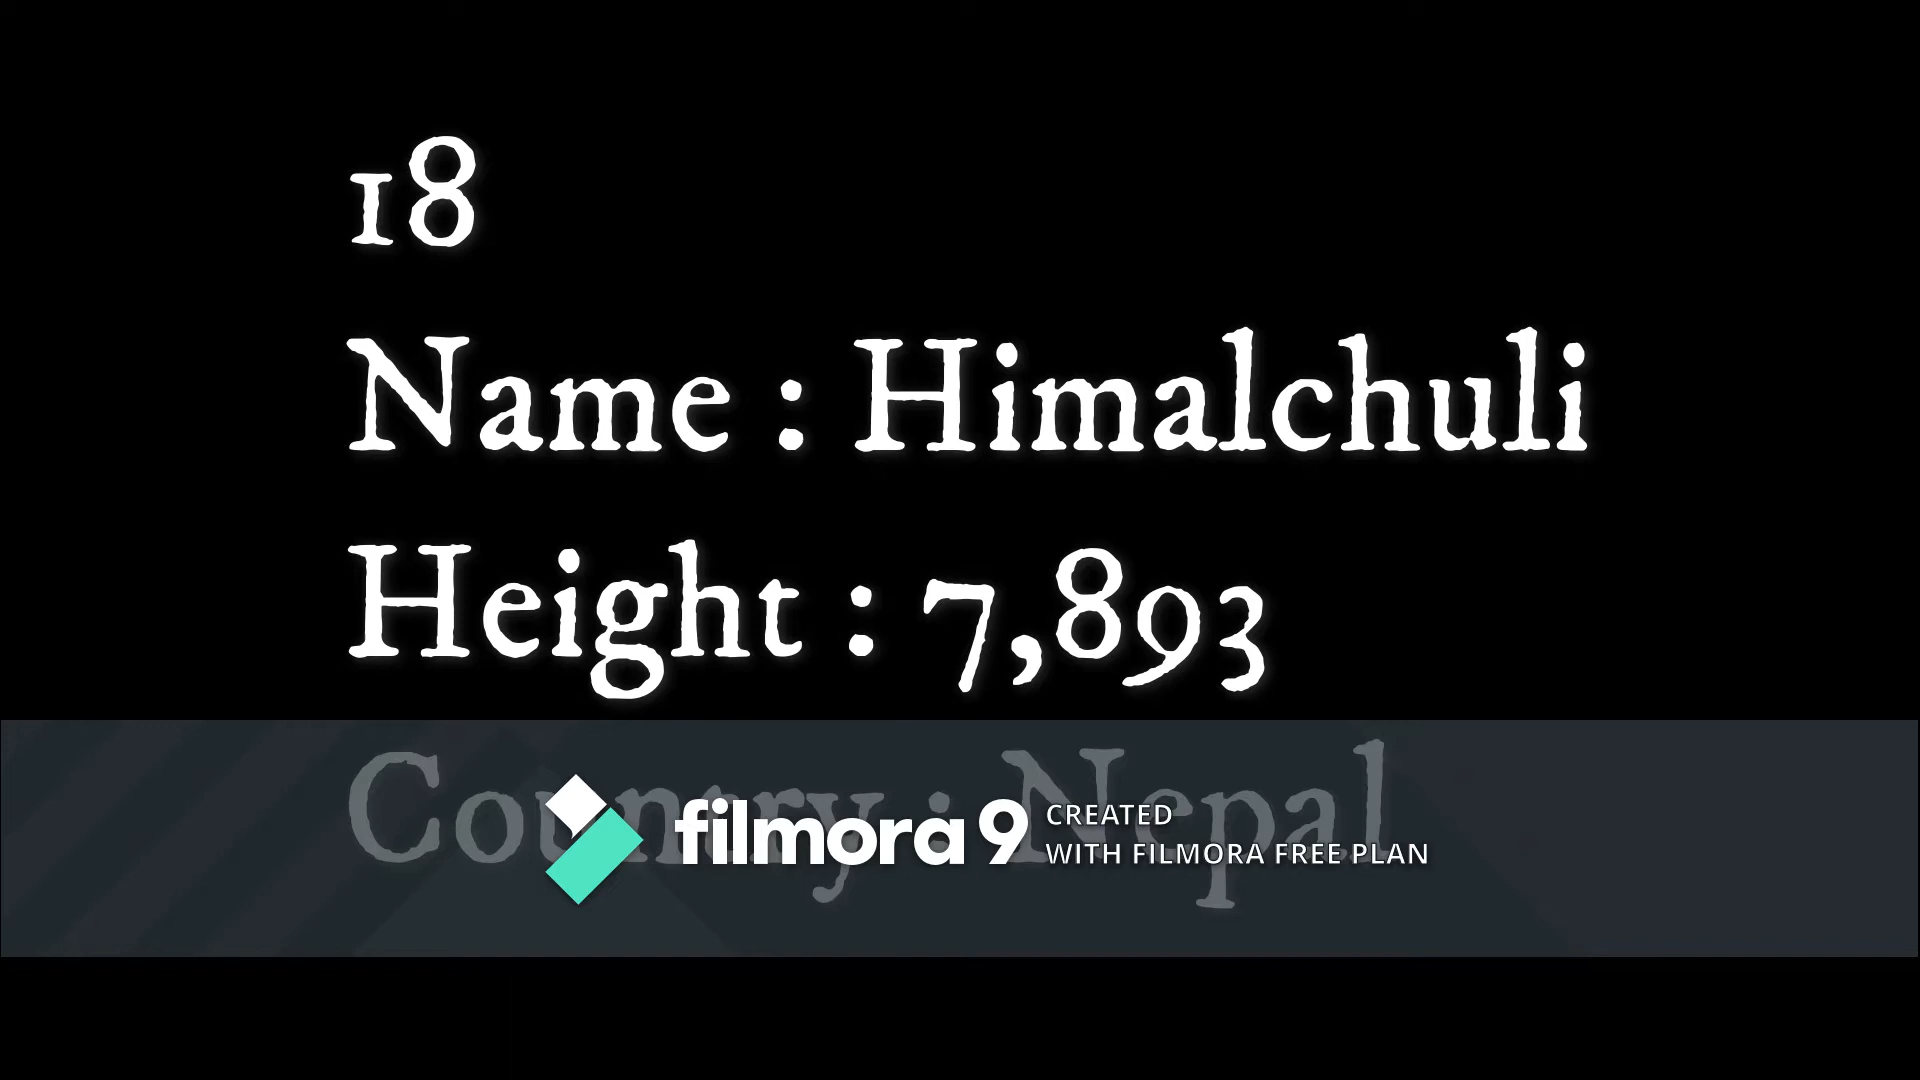 18
Name : Himalchuli
Height : 7,893
Country : Nepal
filmora 9 CREATED
WITH FILMORA FREE PLAN